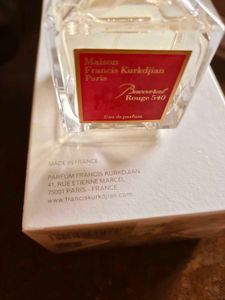 Maison
Francis Kurkdjian
Paris
Baccarat
Rouge 540
Eau de parfum
MADE IN FRANCE
PARFUM FRANCIS KURKDJIAN
41, RUE ETIENNE MARCEL
75001 PARIS - FRANCE
www.franciskurkdjian.com